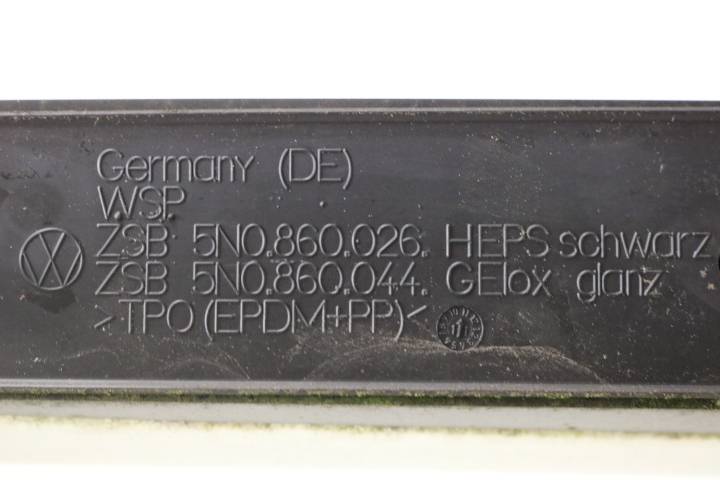 Germany (DE)
WSP
ZSB 5N0.860.026. HEPS schwarz
ZSB 5N0.860.044. GElox glanz
>TPO(EPDM+PP)<